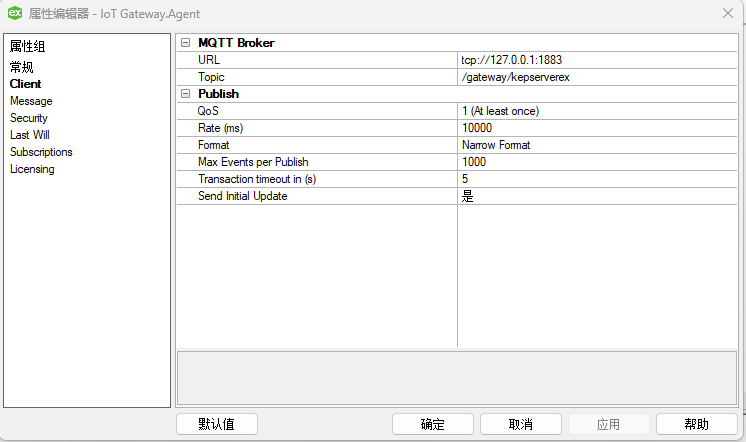 属性编辑器 - IoT Gateway.Agent
属性组
常规
Client
Message
Security
Last Will
Subscriptions
Licensing
MQTT Broker
URL tcp://127.0.0.1:1883
Topic /gateway/kepserverex
Publish
QoS 1 (At least once)
Rate (ms) 10000
Format Narrow Format
Max Events per Publish 1000
Transaction timeout in (s) 5
Send Initial Update 是
默认值 确定 取消 应用 帮助